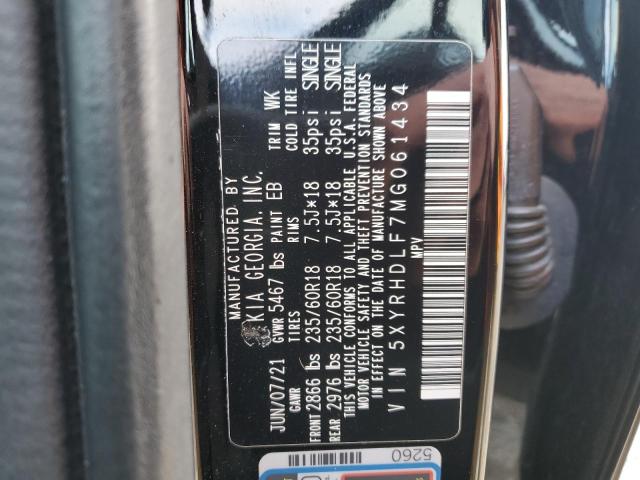 MANUFACTURED BY
KIA GEORGIA, INC.
JUN/07/21 GVWR 5467 lbs PAINT EB TRIM WK
GAWR TIRES RIMS COLD TIRE INFL
FRONT 2866 lbs 235/60R18 7.5J*18 35psi SINGLE
REAR 2976 lbs 235/60R18 7.5J*18 35psi SINGLE
THIS VEHICLE CONFORMS TO ALL APPLICABLE U.S.A. FEDERAL
MOTOR VEHICLE SAFETY AND THEFT PREVENTION STANDARDS
IN EFFECT ON THE DATE OF MANUFACTURE SHOWN ABOVE
VIN 5XYRHDLF7MG061434
MPV
5260